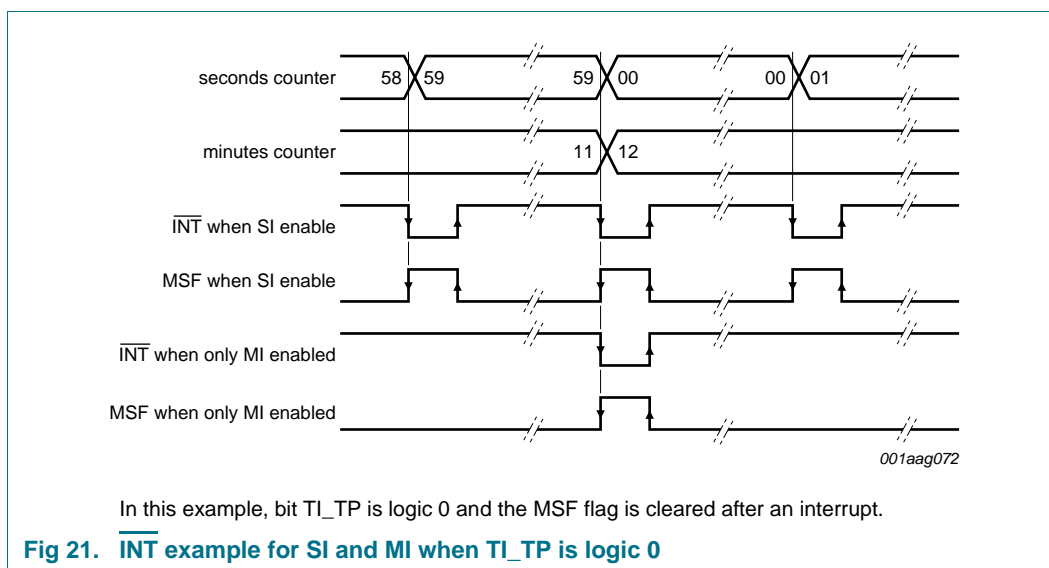 seconds counter 58 59 59 00 00 01
minutes counter 11 12
INT when SI enable
MSF when SI enable
INT when only MI enabled
MSF when only MI enabled
001aag072
In this example, bit TI_TP is logic 0 and the MSF flag is cleared after an interrupt.
Fig 21. INT example for SI and MI when TI_TP is logic 0